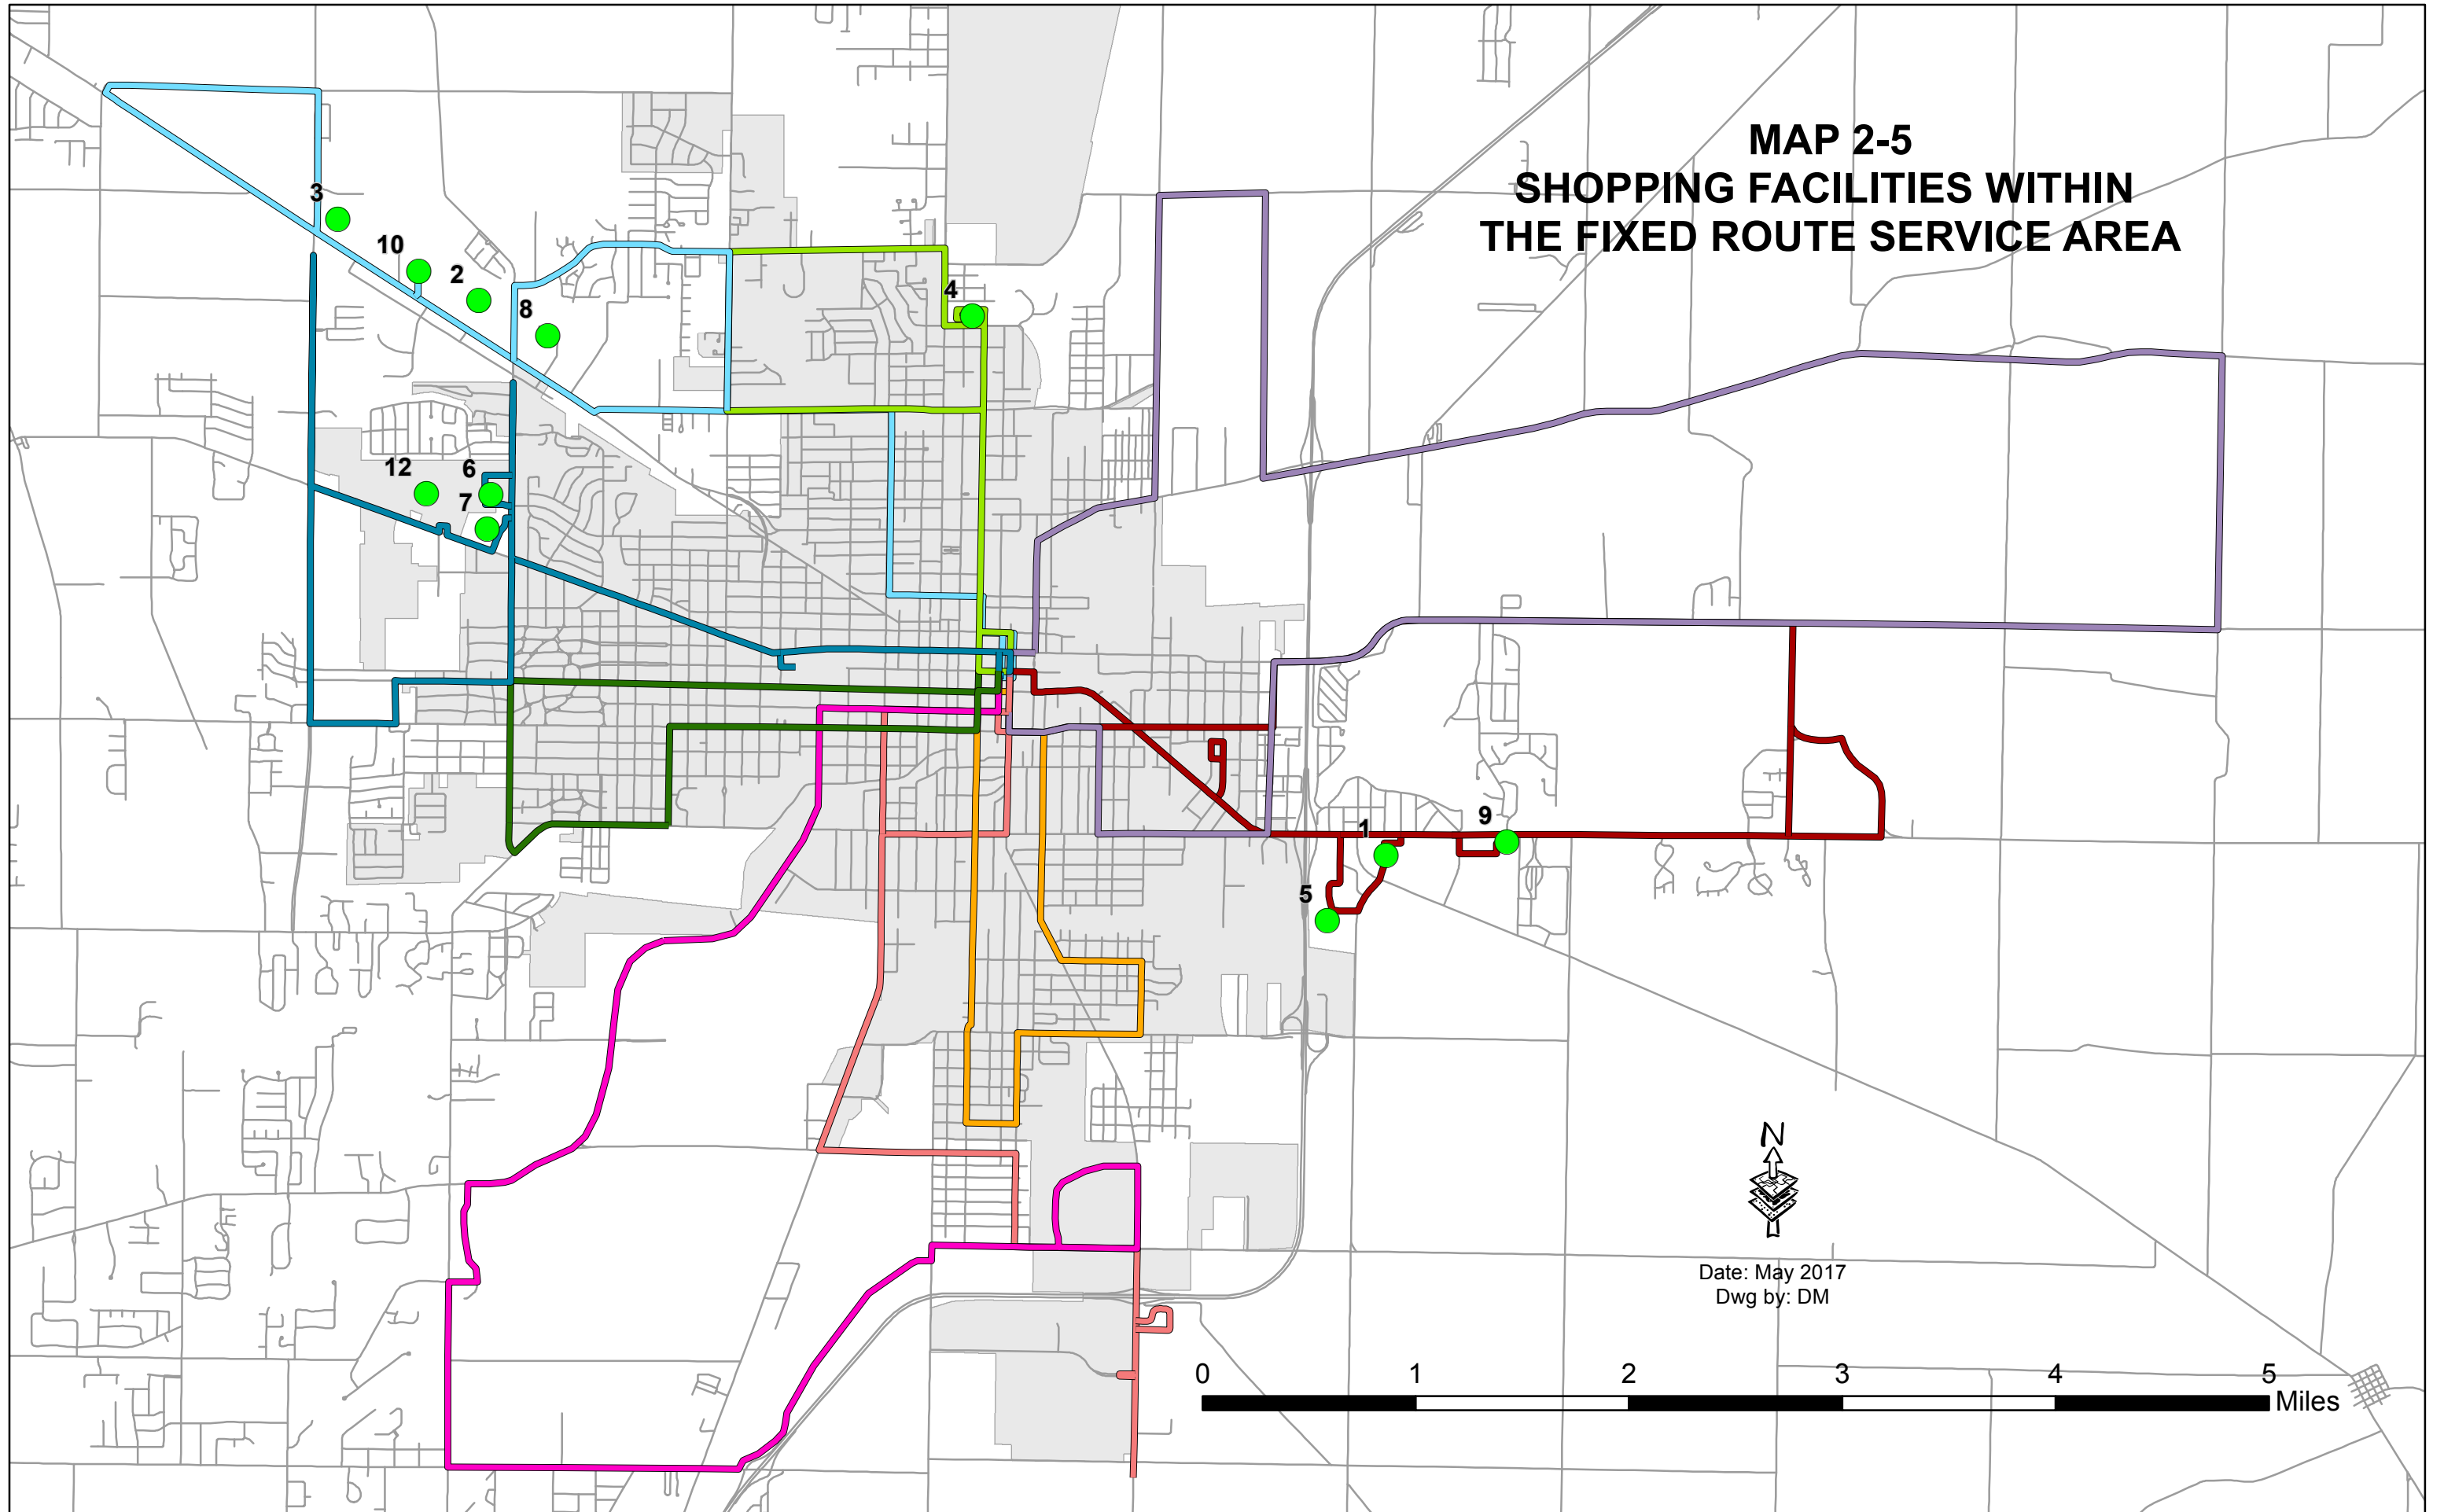 MAP 2-5
SHOPPING FACILITIES WITHIN
THE FIXED ROUTE SERVICE AREA
3
10
2
8
4
12
6
7
1
9
5
N
Date: May 2017
Dwg by: DM
0 1 2 3 4 5
Miles